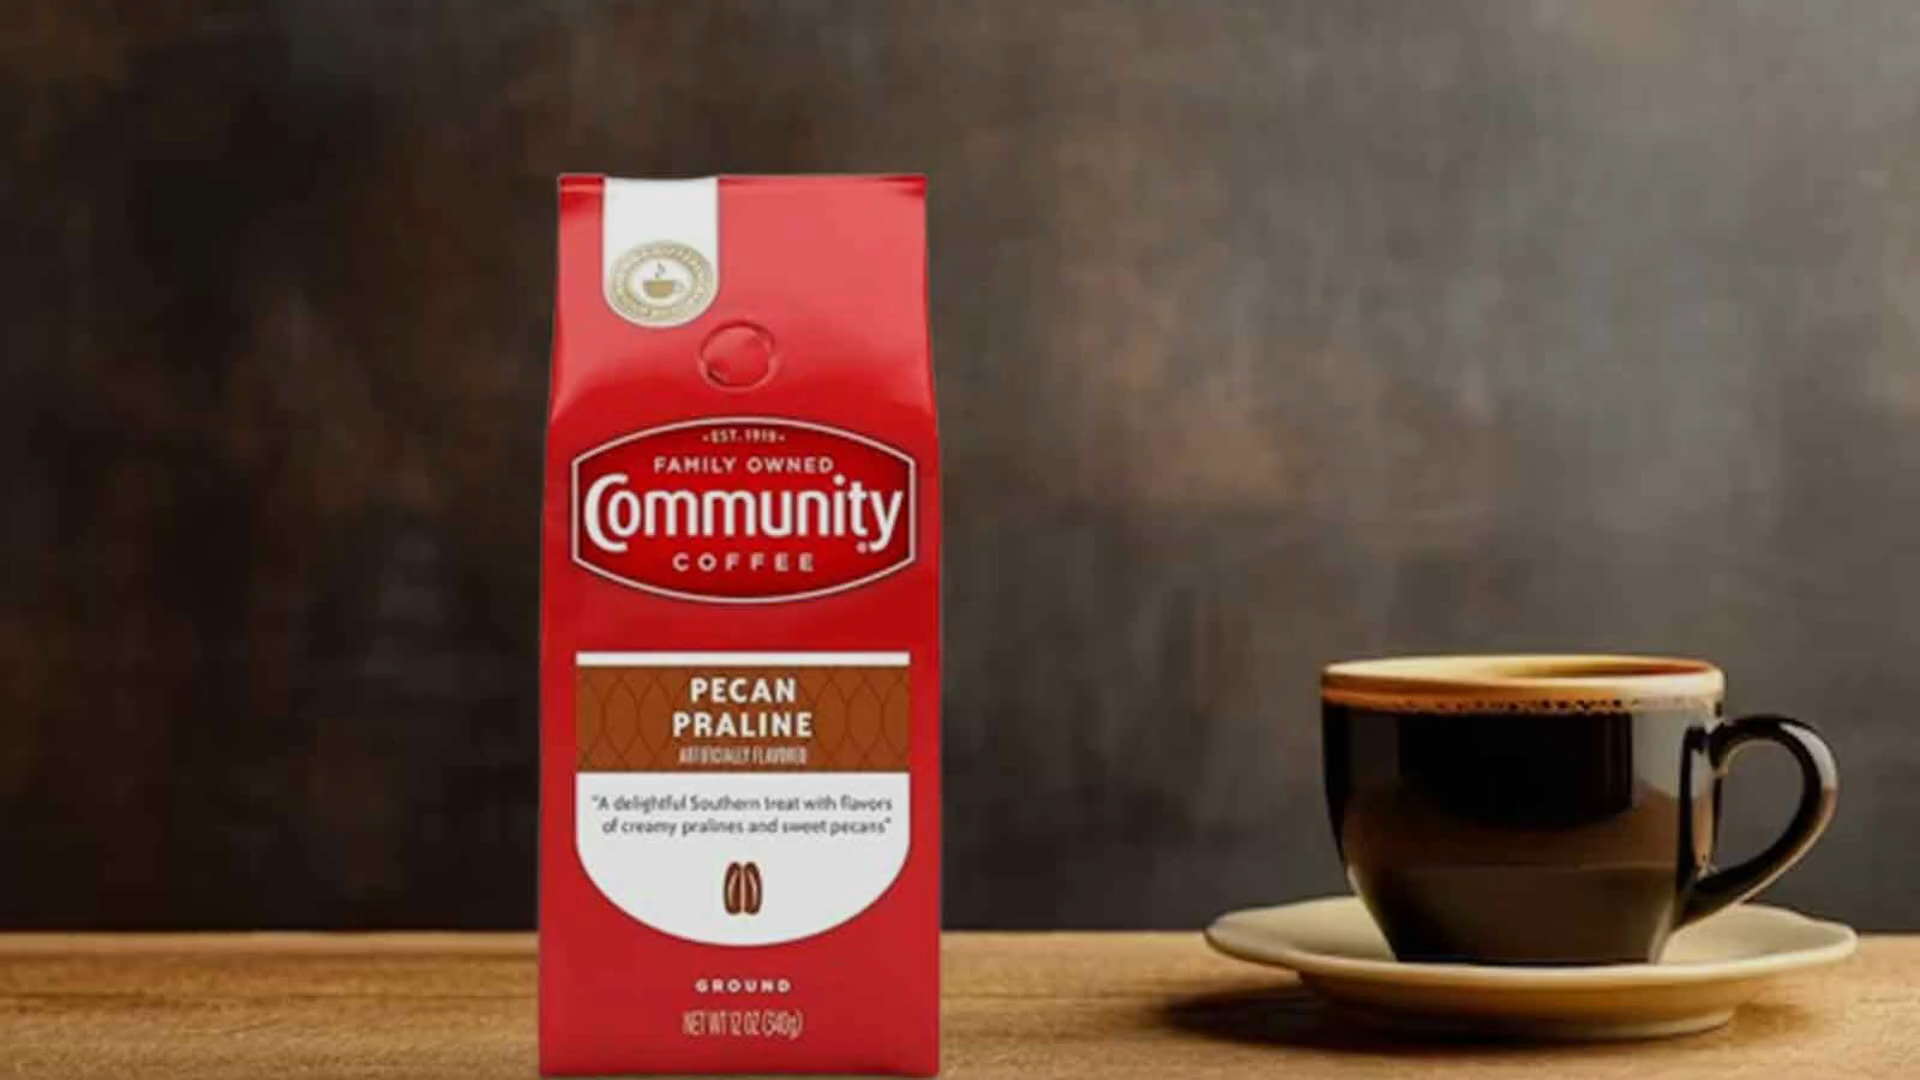 •EST. 1919•
FAMILY OWNED
Community®
COFFEE
PECAN
PRALINE
ARTIFICIALLY FLAVORED
"A delightful Southern treat with flavors
of creamy pralines and sweet pecans"
GROUND
NET WT 12 OZ (340g)